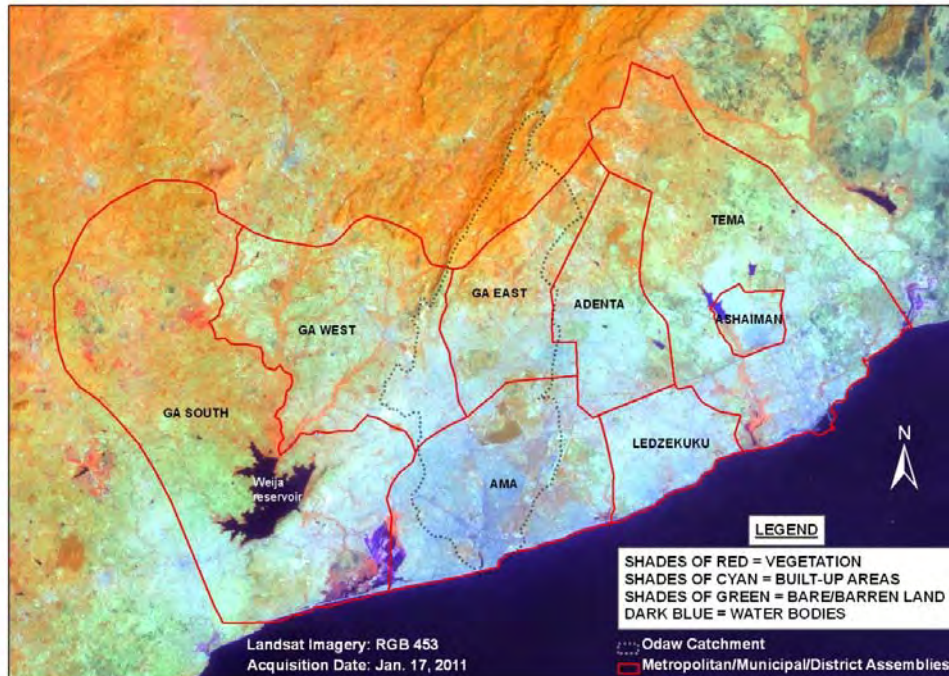 TEMA
GA EAST
ADENTA
ASHAIMAN
GA WEST
GA SOUTH
LEDZEKUKU
Weija
reservoir
AMA
N
LEGEND
SHADES OF RED = VEGETATION
SHADES OF CYAN = BUILT-UP AREAS
SHADES OF GREEN = BARE/BARREN LAND
DARK BLUE = WATER BODIES
Landsat Imagery: RGB 453
Acquisition Date: Jan. 17, 2011
Odaw Catchment
Metropolitan/Municipal/District Assemblies